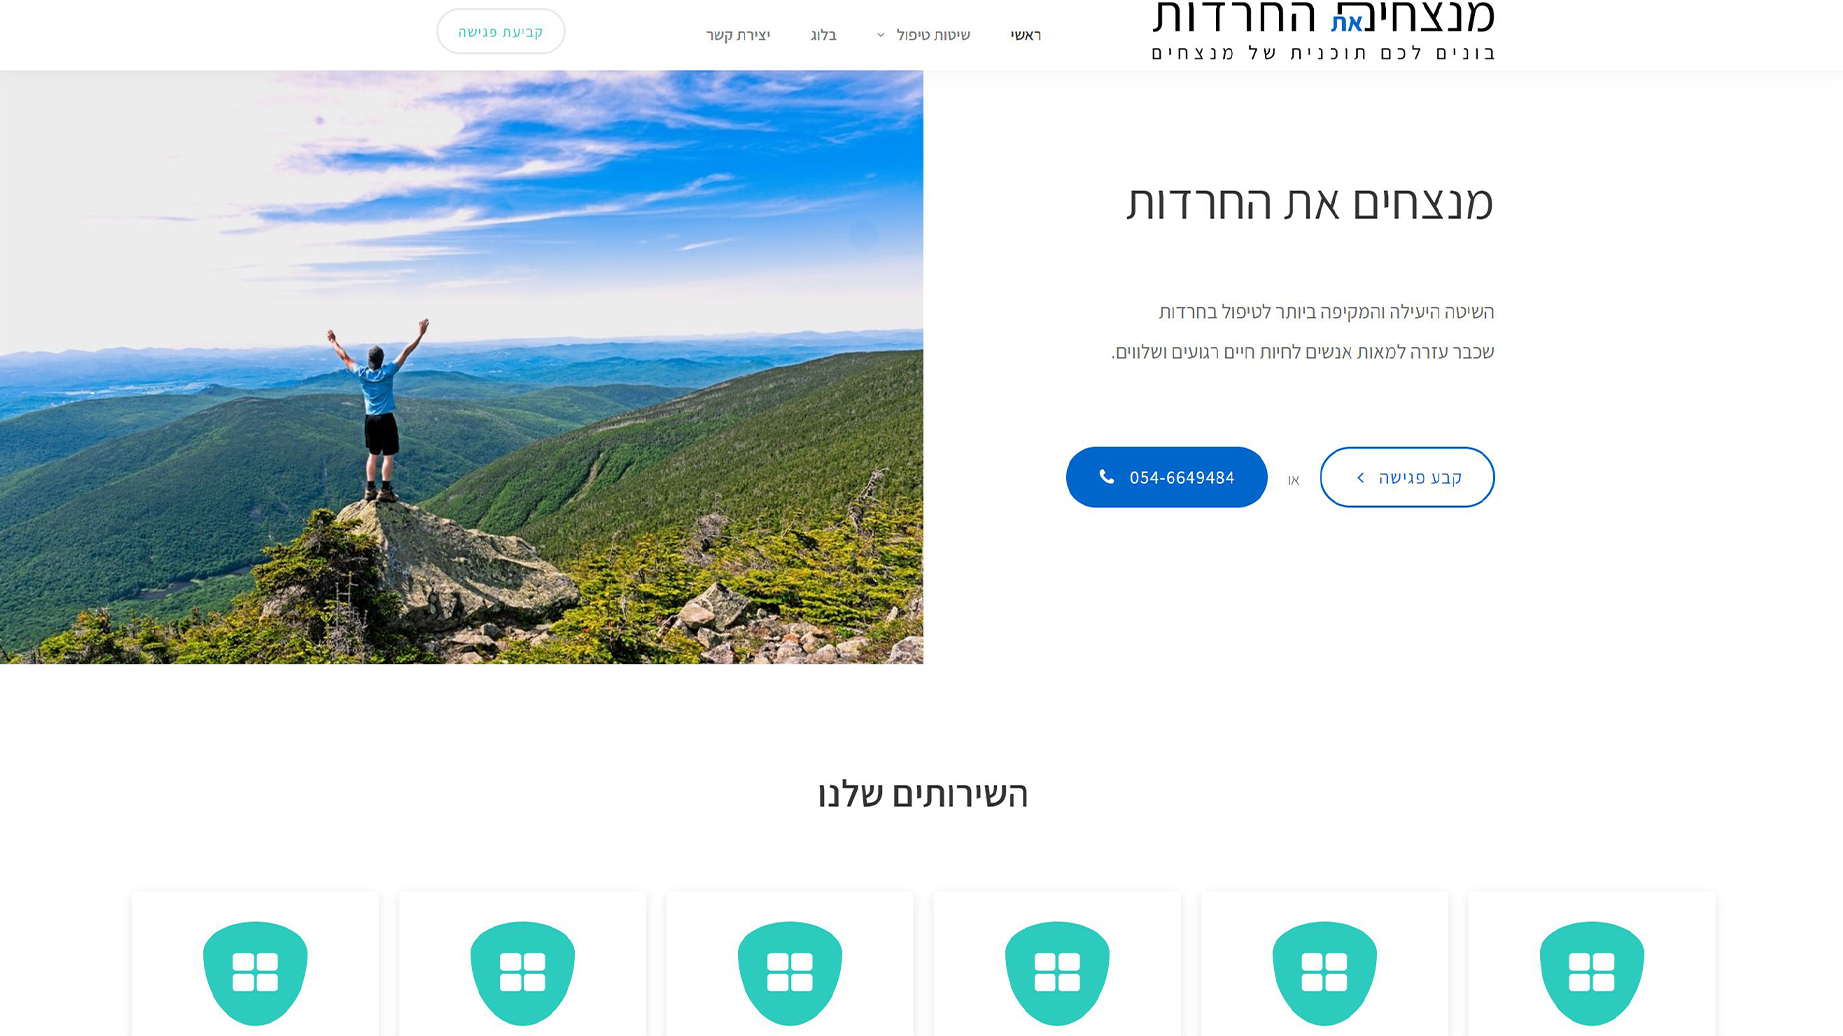 מנצחים את החרדות
בונים לכם תוכנית של מנצחים
ראשי
שיטות טיפול
בלוג
יצירת קשר
קביעת פגישה
מנצחים את החרדות
השיטה היעילה והמקיפה ביותר לטיפול בחרדות
שכבר עזרה למאות אנשים לחיות חיים רגועים ושלווים.
קבע פגישה
או
054-6649484
השירותים שלנו